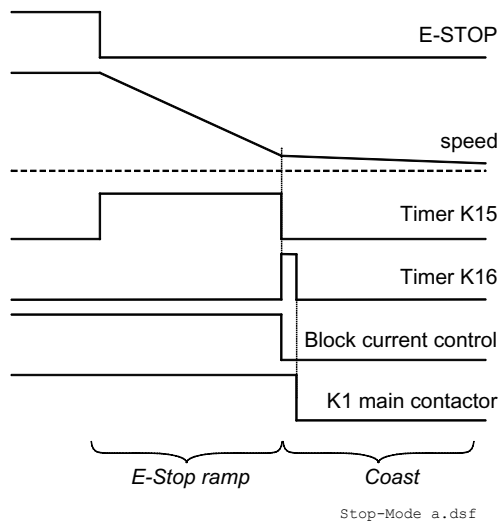 E-STOP
speed
Timer K15
Timer K16
Block current control
K1 main contactor
E-Stop ramp
Coast
Stop-Mode a.dsf